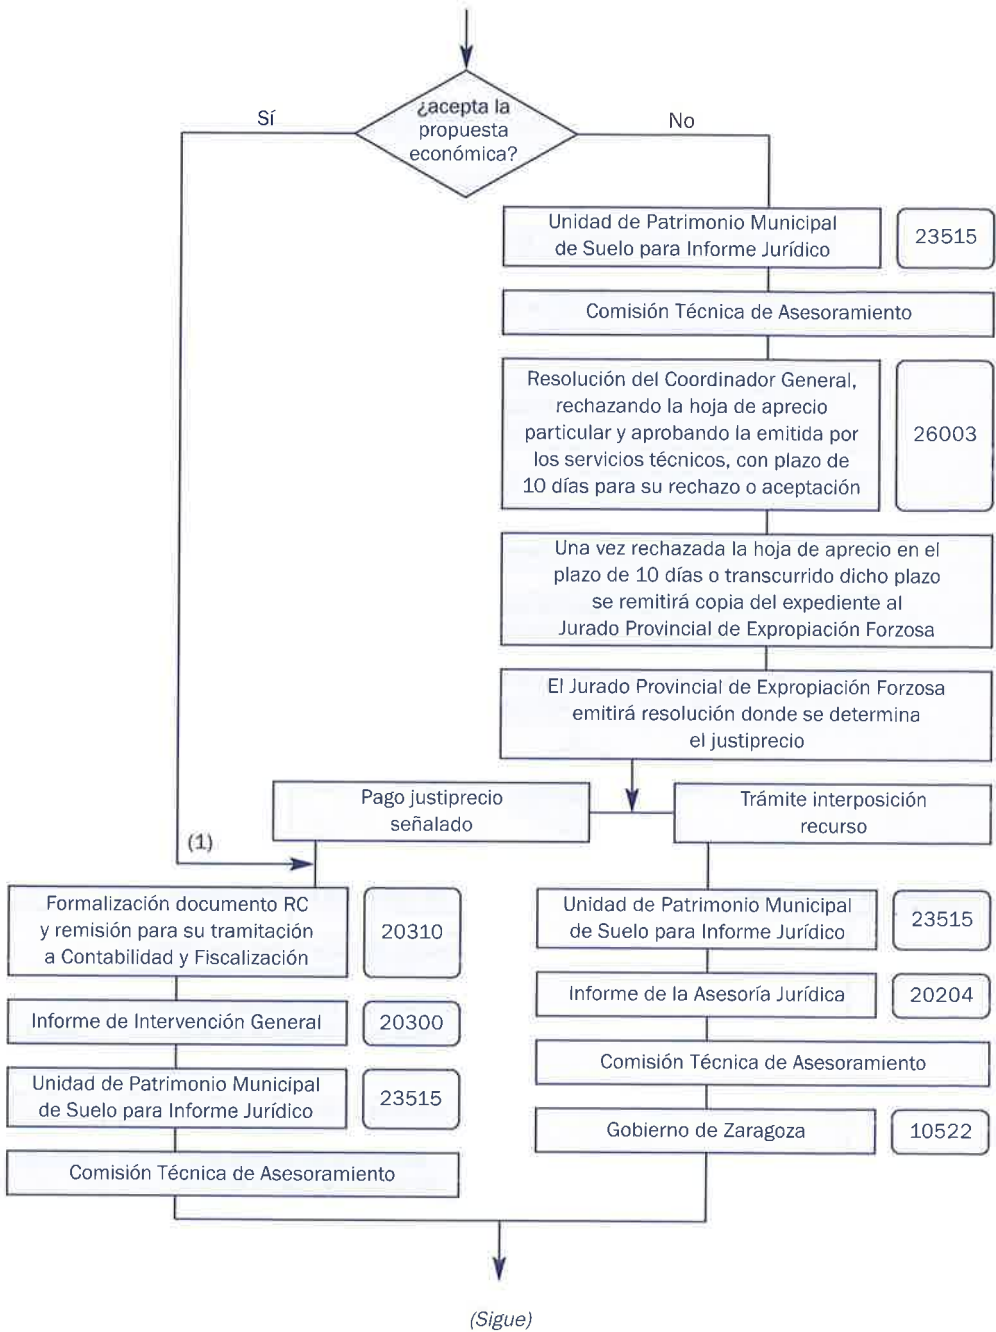 ¿acepta la
propuesta
económica?
Sí
No
Unidad de Patrimonio Municipal
de Suelo para Informe Jurídico
23515
Comisión Técnica de Asesoramiento
Resolución del Coordinador General,
rechazando la hoja de aprecio
particular y aprobando la emitida por
los servicios técnicos, con plazo de
10 días para su rechazo o aceptación
26003
Una vez rechazada la hoja de aprecio en el
plazo de 10 días o transcurrido dicho plazo
se remitirá copia del expediente al
Jurado Provincial de Expropiación Forzosa
El Jurado Provincial de Expropiación Forzosa
emitirá resolución donde se determina
el justiprecio
Pago justiprecio
señalado
Trámite interposición
recurso
(1)
Formalización documento RC
y remisión para su tramitación
a Contabilidad y Fiscalización
20310
Informe de Intervención General
20300
Unidad de Patrimonio Municipal
de Suelo para Informe Jurídico
23515
Comisión Técnica de Asesoramiento
Unidad de Patrimonio Municipal
de Suelo para Informe Jurídico
23515
Informe de la Asesoría Jurídica
20204
Comisión Técnica de Asesoramiento
Gobierno de Zaragoza
10522
(Sigue)